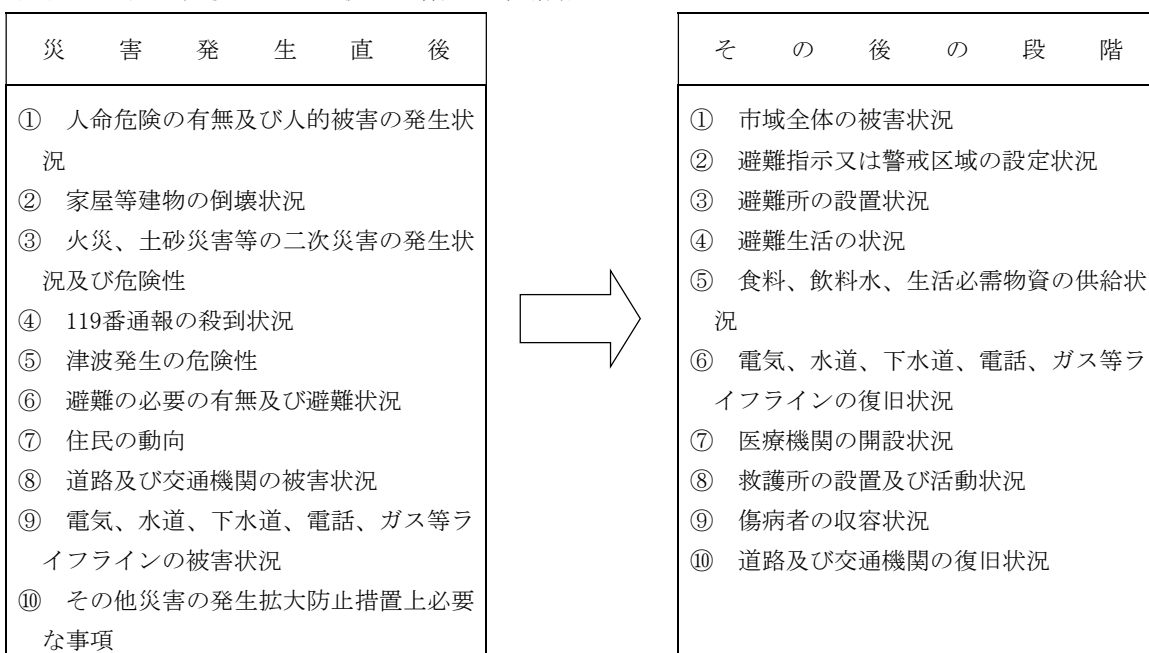 災害発生直後
① 人命危険の有無及び人的被害の発生状
況
② 家屋等建物の倒壊状況
③ 火災、土砂災害等の二次災害の発生状
況及び危険性
④ 119番通報の殺到状況
⑤ 津波発生の危険性
⑥ 避難の必要の有無及び避難状況
⑦ 住民の動向
⑧ 道路及び交通機関の被害状況
⑨ 電気、水道、下水道、電話、ガス等ラ
イフラインの被害状況
⑩ その他災害の発生拡大防止措置上必要
な事項
その後の段階
① 市域全体の被害状況
② 避難指示又は警戒区域の設定状況
③ 避難所の設置状況
④ 避難生活の状況
⑤ 食料、飲料水、生活必需物資の供給状
況
⑥ 電気、水道、下水道、電話、ガス等ラ
イフラインの復旧状況
⑦ 医療機関の開設状況
⑧ 救護所の設置及び活動状況
⑨ 傷病者の収容状況
⑩ 道路及び交通機関の復旧状況